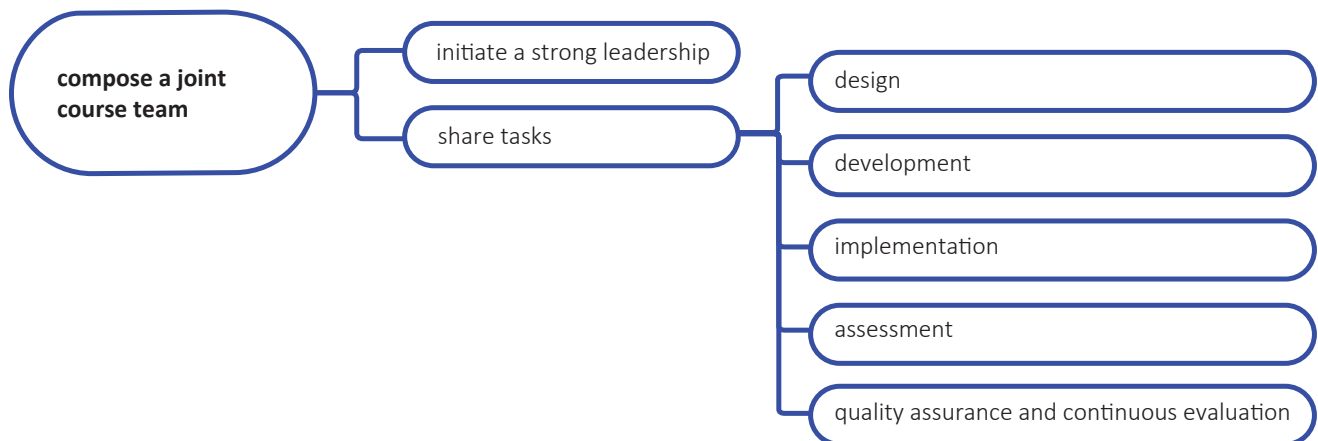 compose a joint
course team
initiate a strong leadership
share tasks
design
development
implementation
assessment
quality assurance and continuous evaluation